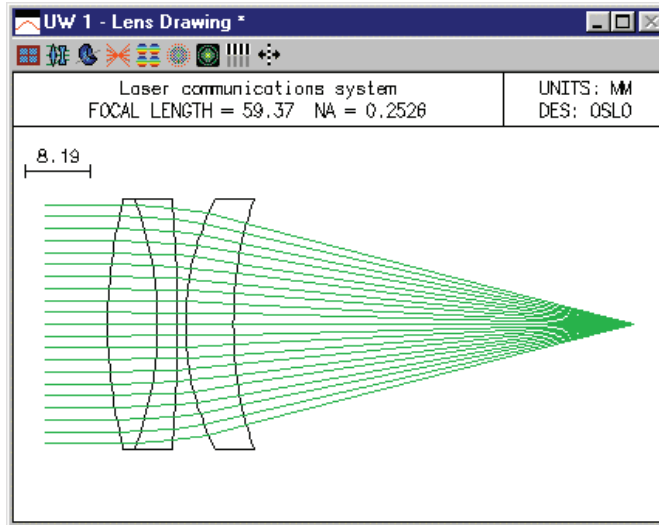 UW 1 - Lens Drawing *
Laser communications system
FOCAL LENGTH = 59.37 NA = 0.2526
UNITS: MM
DES: OSLO
8.19